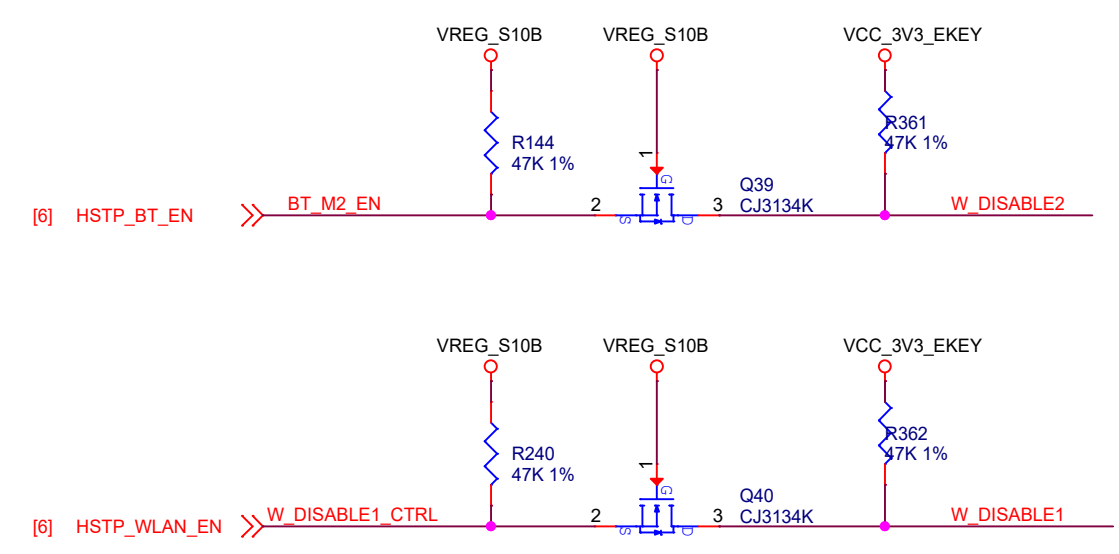 VREG_S10B VREG_S10B VCC_3V3_EKEY
R144
47K 1%
R361
47K 1%
1
G
Q39
CJ3134K
[6] HSTP_BT_EN BT_M2_EN 2 3 W_DISABLE2
S D
VREG_S10B VREG_S10B VCC_3V3_EKEY
R240
47K 1%
R362
47K 1%
1
G
Q40
CJ3134K
[6] HSTP_WLAN_EN W_DISABLE1_CTRL 2 3 W_DISABLE1
S D